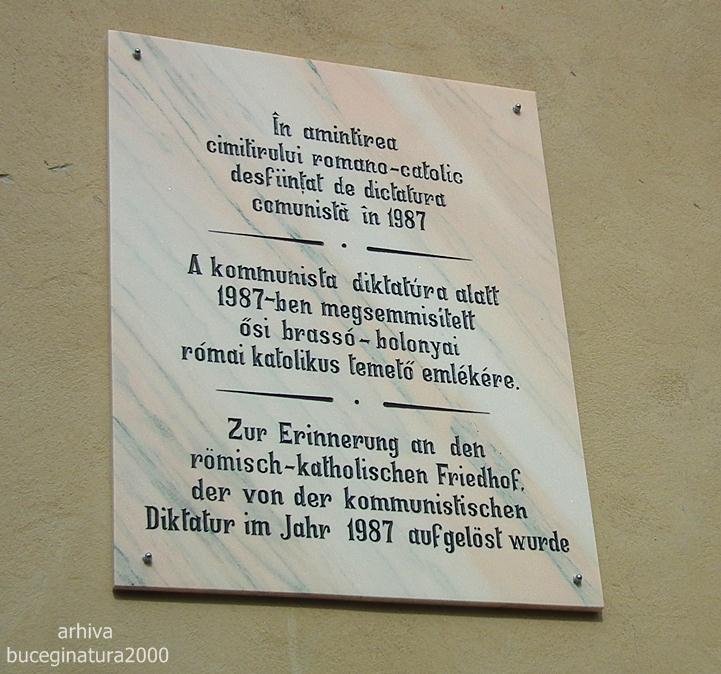 În amintirea
cimitirului romano-catolic
desființat de dictatura
comunistă în 1987
A kommunista diktatúra alatt
1987-ben megsemmisitett
ősi brassó-bolonyai
római katolikus temető emlékére.
Zur Erinnerung an den
römisch-katholischen Friedhof,
der von der kommunistischen
Diktatur im Jahr 1987 aufgelöst wurde
arhiva
buceginatura2000